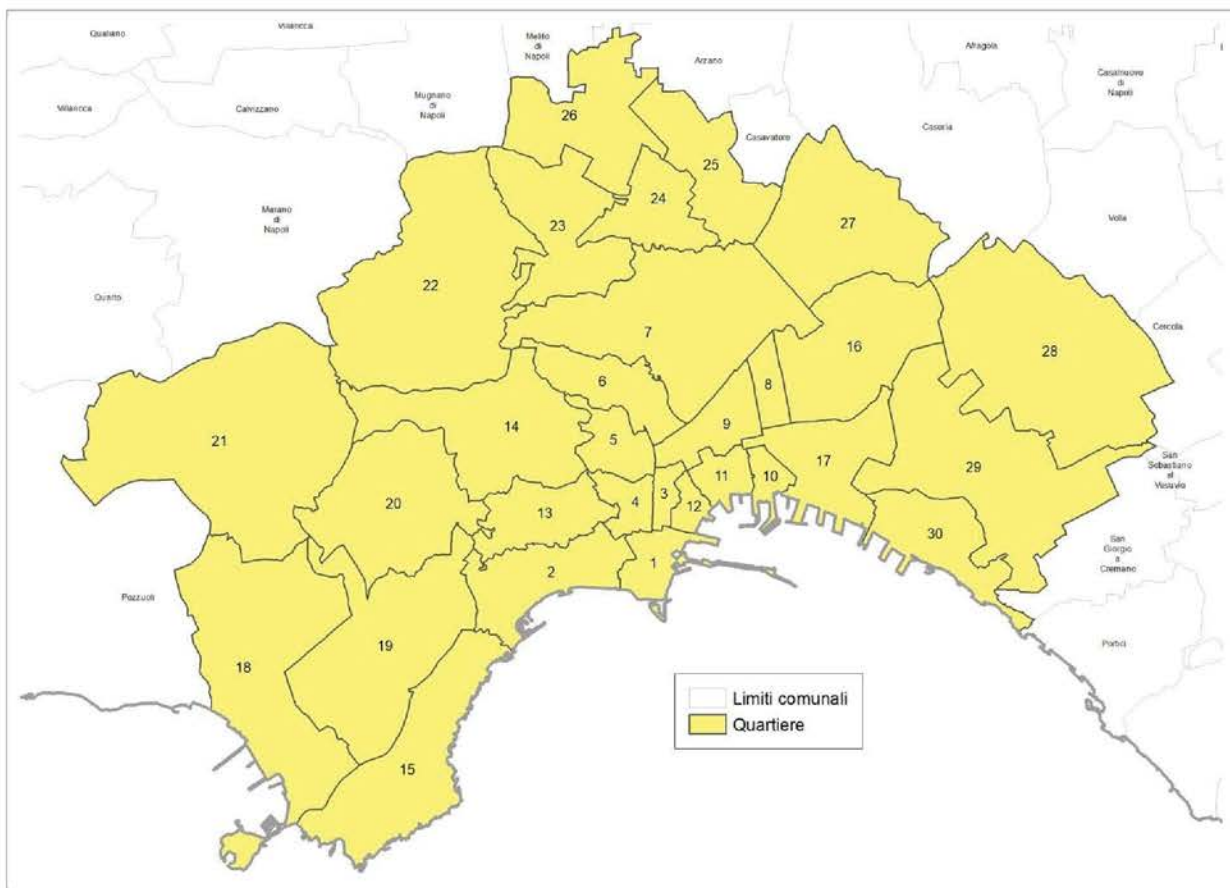 Qualiano
Villaricca
Melito
di
Napoli
Arzano
Afragola
Casalnuovo
di
Napoli
Villaricca
Calvizzano
Mugnano
di
Napoli
Casavatore
Casoria
Marano
di
Napoli
Volla
Quarto
Cercola
San
Sebastiano
al
Vesuvio
San
Giorgio
a
Cremano
Pozzuoli
Portici
26
25
24
23
27
22
7
16
28
6
8
21
14
5
9
17
29
20
11
10
13
4
3
12
30
2
1
19
18
15
Limiti comunali
Quartiere